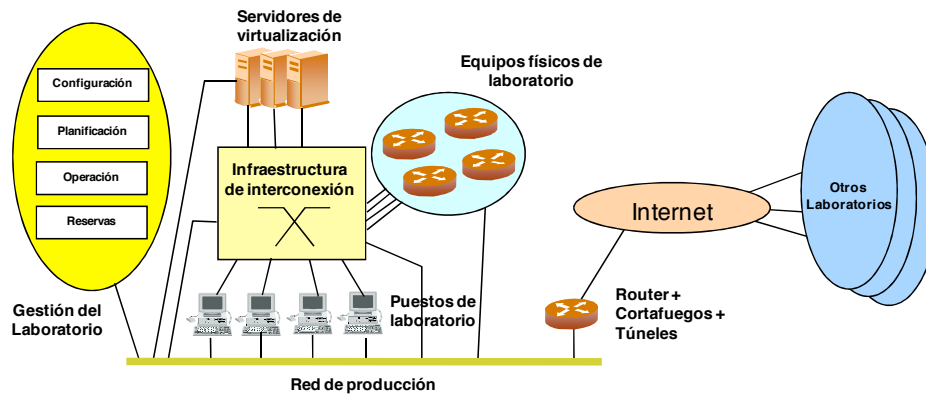 Servidores de
virtualización
Configuración
Planificación
Operación
Reservas
Gestión del
Laboratorio
Equipos físicos de
laboratorio
Infraestructura
de interconexión
Puestos de
laboratorio
Internet
Otros
Laboratorios
Router +
Cortafuegos +
Túneles
Red de producción